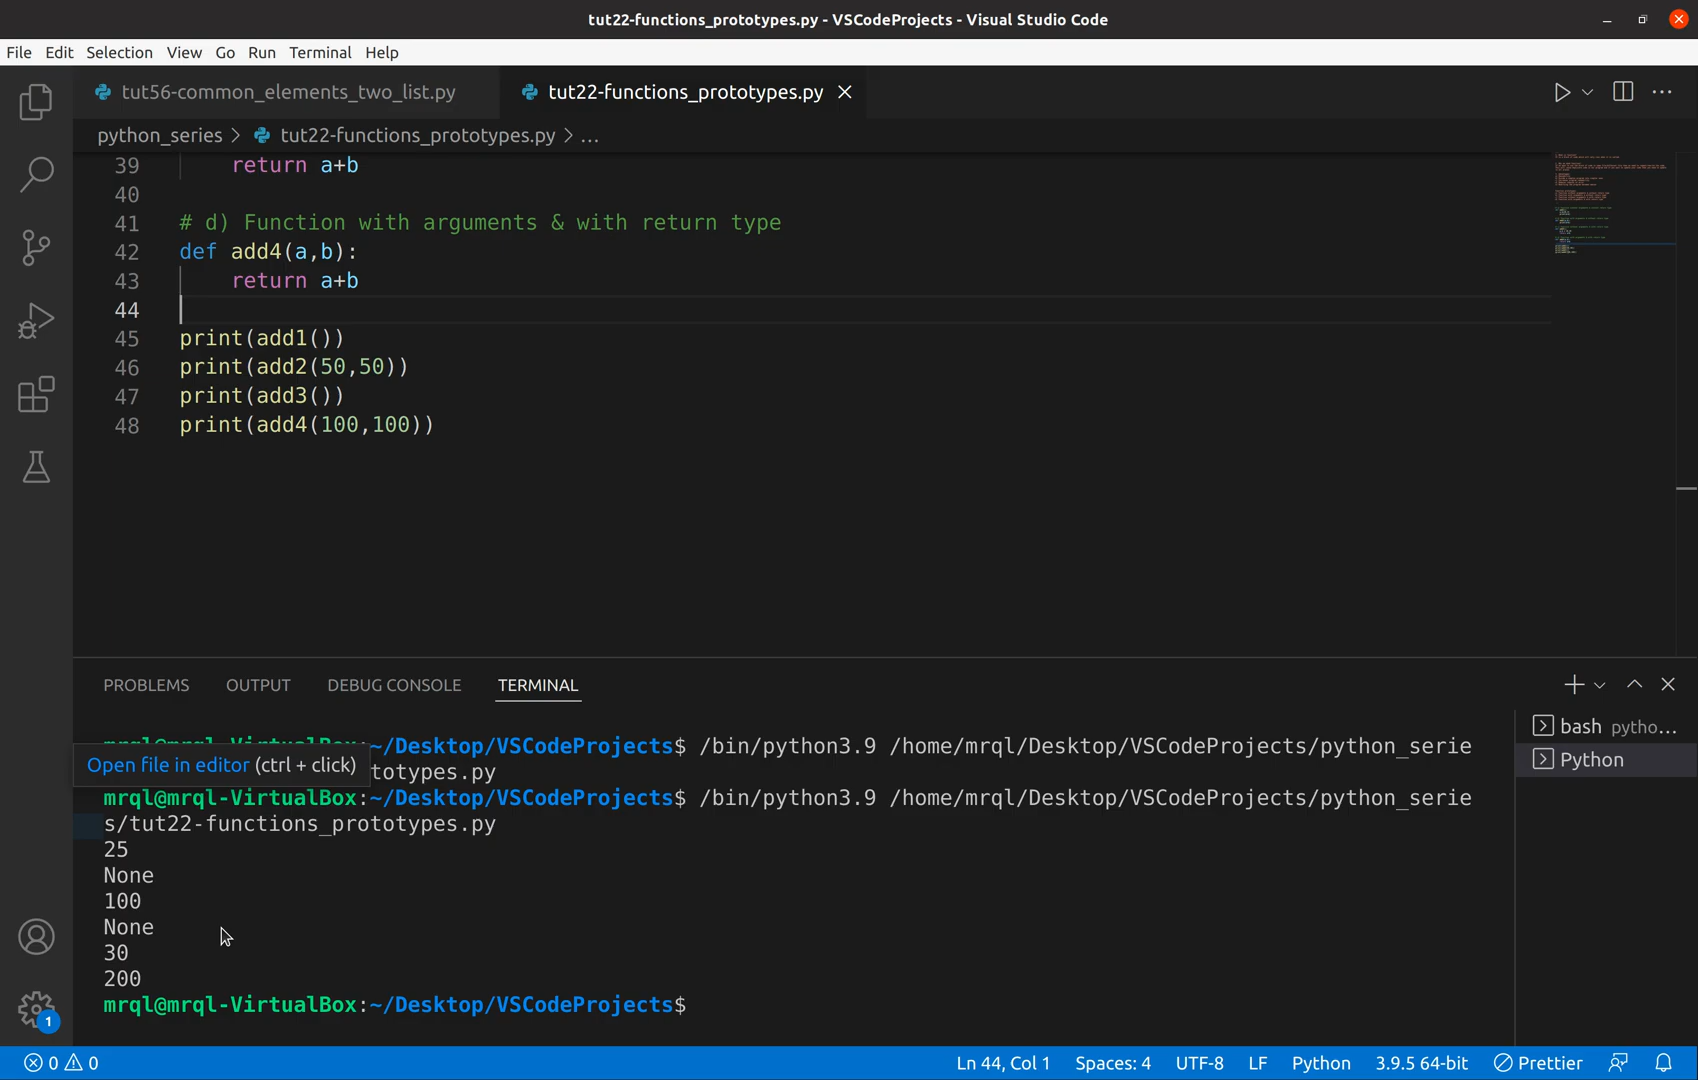 tut22-functions_prototypes.py - VSCodeProjects - Visual Studio Code
File Edit Selection View Go Run Terminal Help
tut56-common_elements_two_list.py tut22-functions_prototypes.py
python_series > tut22-functions_prototypes.py > ...
39 return a+b
40
41 # d) Function with arguments & with return type
42 def add4(a,b):
43 return a+b
44
45 print(add1())
46 print(add2(50,50))
47 print(add3())
48 print(add4(100,100))
PROBLEMS OUTPUT DEBUG CONSOLE TERMINAL
bash pytho...
Python
mrql@mrql-VirtualBox:~/Desktop/VSCodeProjects$ /bin/python3.9 /home/mrql/Desktop/VSCodeProjects/python_serie
Open file in editor (ctrl + click) totypes.py
mrql@mrql-VirtualBox:~/Desktop/VSCodeProjects$ /bin/python3.9 /home/mrql/Desktop/VSCodeProjects/python_serie
s/tut22-functions_prototypes.py
25
None
100
None
30
200
mrql@mrql-VirtualBox:~/Desktop/VSCodeProjects$
1
0 0 Ln 44, Col 1 Spaces: 4 UTF-8 LF Python 3.9.5 64-bit Prettier